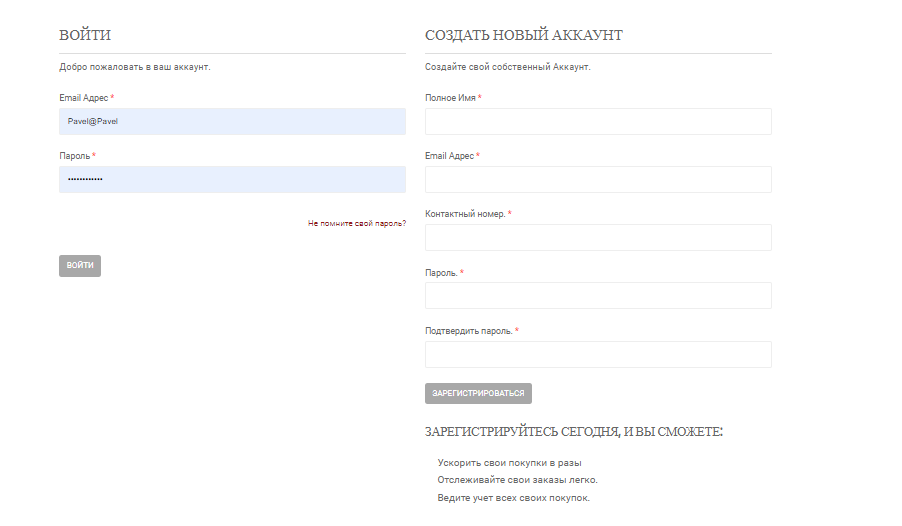 ВОЙТИ
Добро пожаловать в ваш аккаунт.
Email Адрес *
Pavel@Pavel
Пароль *
••••••••••••
Не помните свой пароль?
ВОЙТИ
СОЗДАТЬ НОВЫЙ АККАУНТ
Создайте свой собственный Аккаунт.
Полное Имя *
Email Адрес *
Контактный номер. *
Пароль. *
Подтвердить пароль. *
ЗАРЕГИСТРИРОВАТЬСЯ
ЗАРЕГИСТРИРУЙТЕСЬ СЕГОДНЯ, И ВЫ СМОЖЕТЕ:
Ускорить свои покупки в разы
Отслеживайте свои заказы легко.
Ведите учет всех своих покупок.